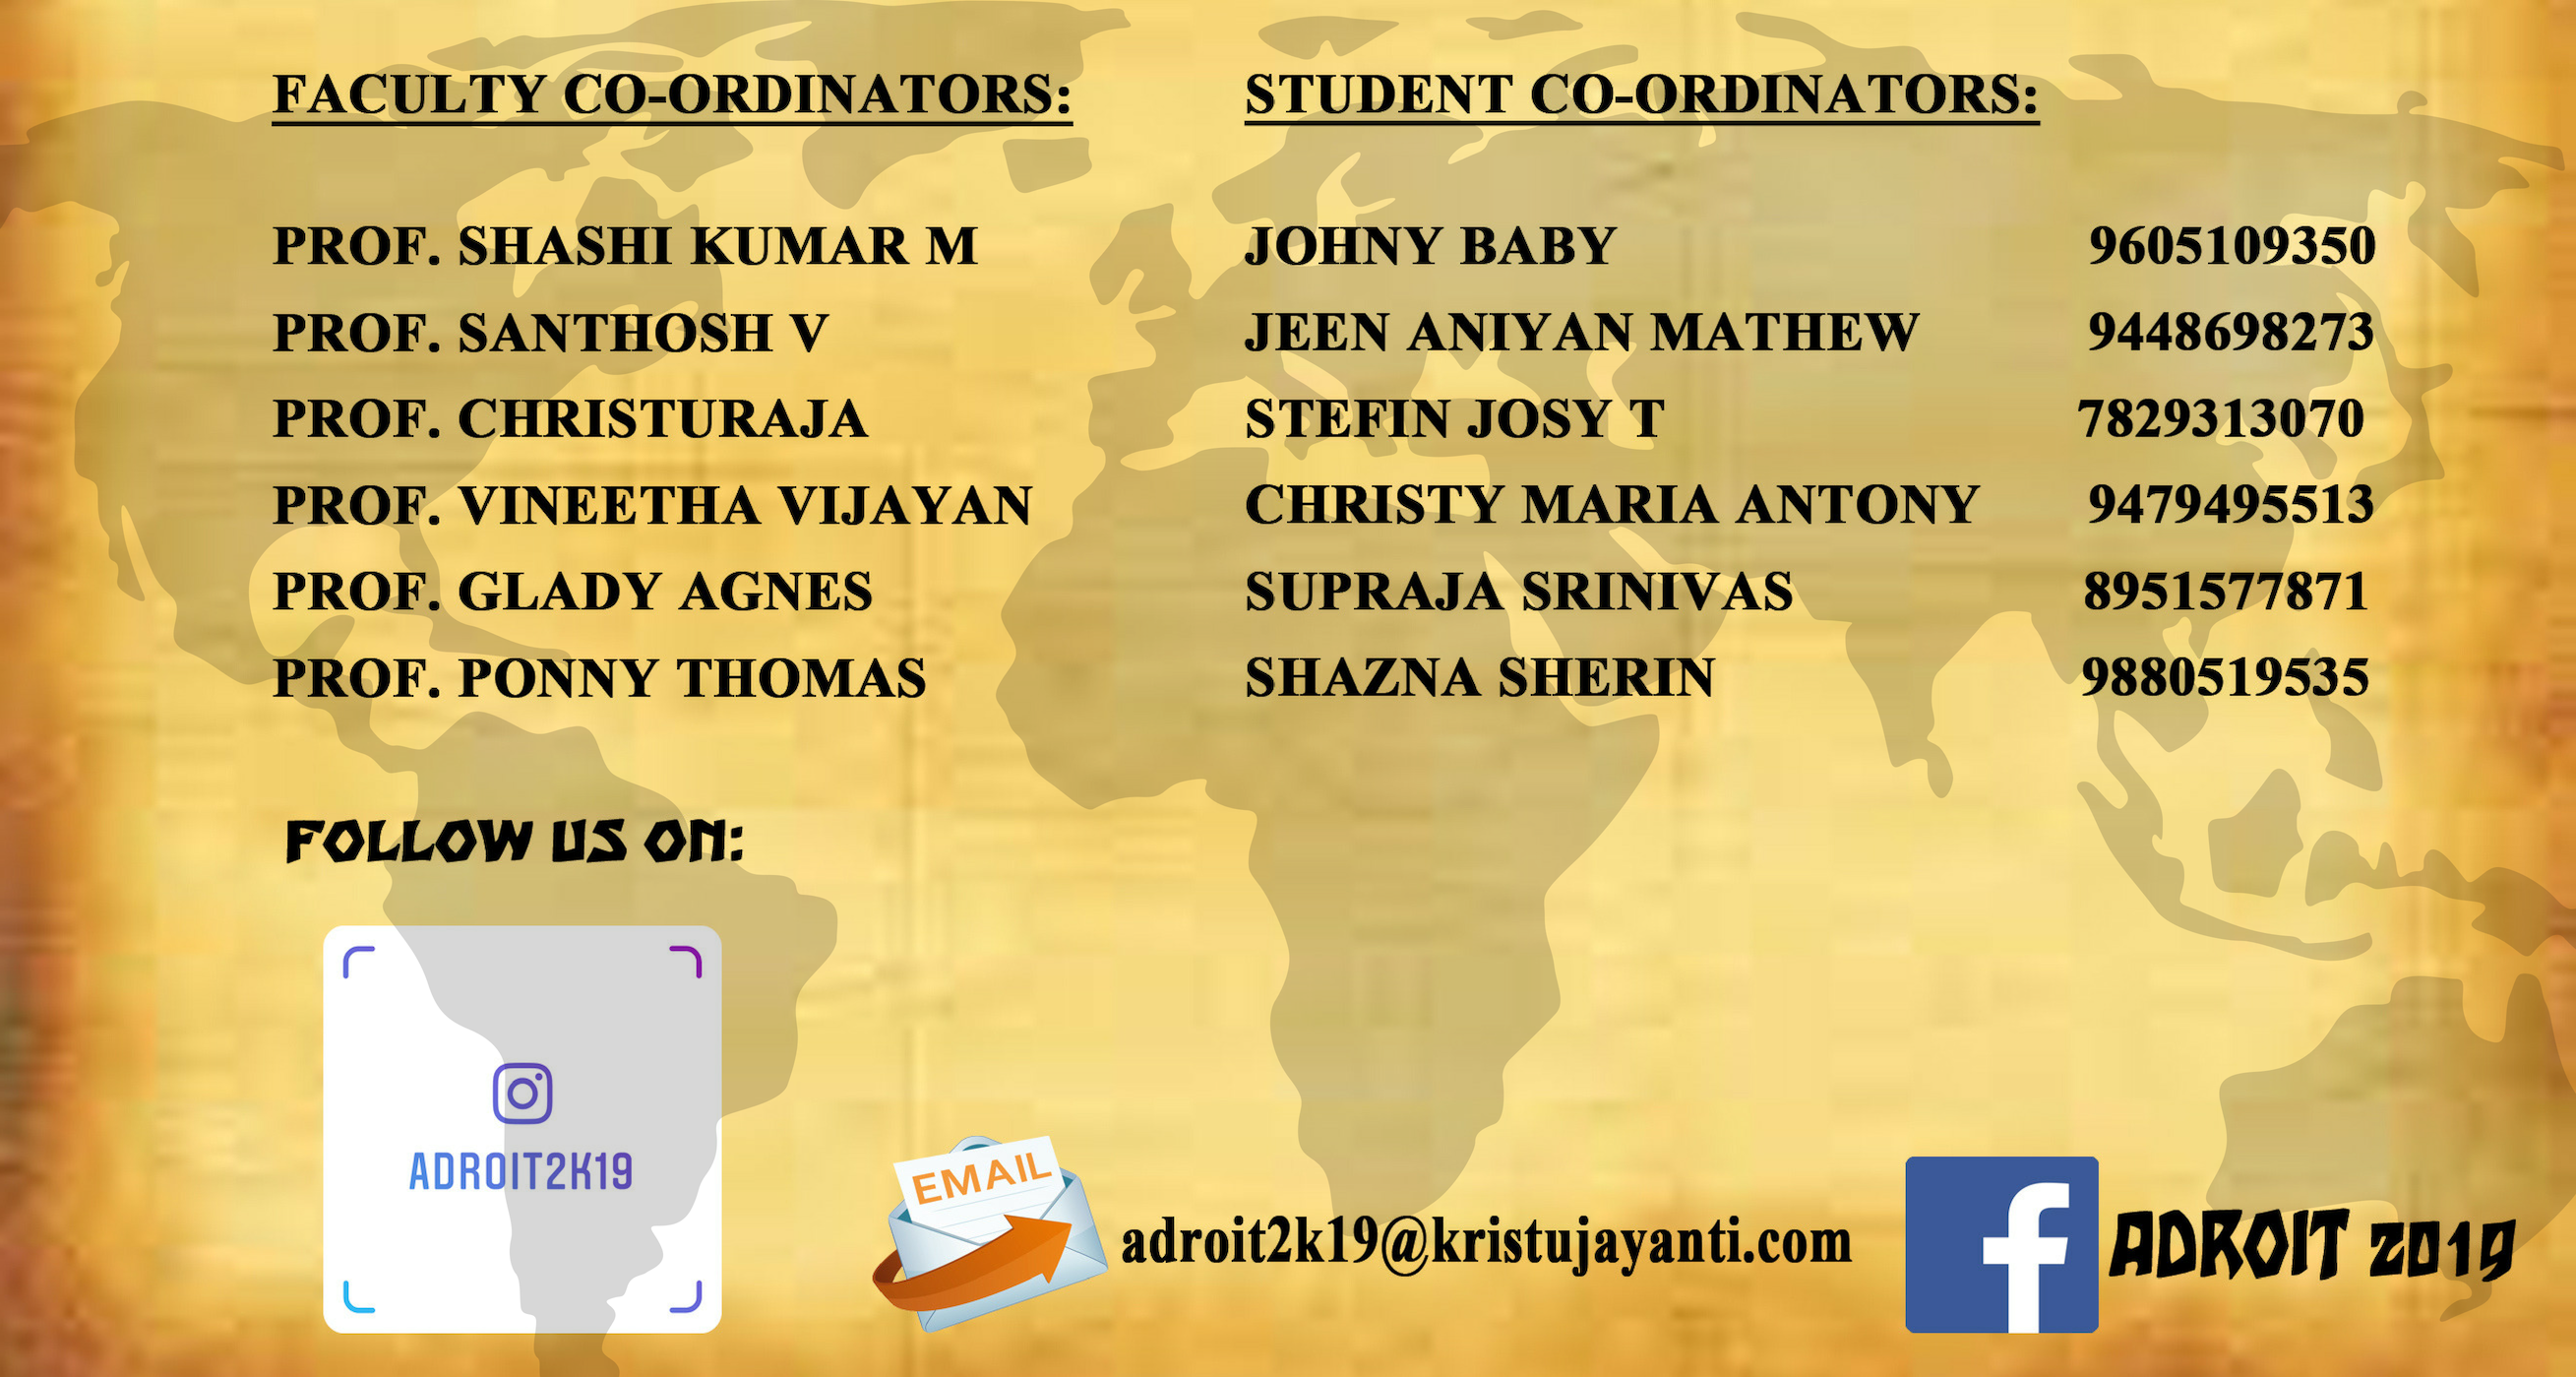 FACULTY CO-ORDINATORS:
PROF. SHASHI KUMAR M
PROF. SANTHOSH V
PROF. CHRISTURAJA
PROF. VINEETHA VIJAYAN
PROF. GLADY AGNES
PROF. PONNY THOMAS
STUDENT CO-ORDINATORS:
JOHNY BABY 9605109350
JEEN ANIYAN MATHEW 9448698273
STEFIN JOSY T 7829313070
CHRISTY MARIA ANTONY 9479495513
SUPRAJA SRINIVAS 8951577871
SHAZNA SHERIN 9880519535
FOLLOW US ON:
ADROIT2K19
EMAIL
adroit2k19@kristujayanti.com
f
ADROIT 2019